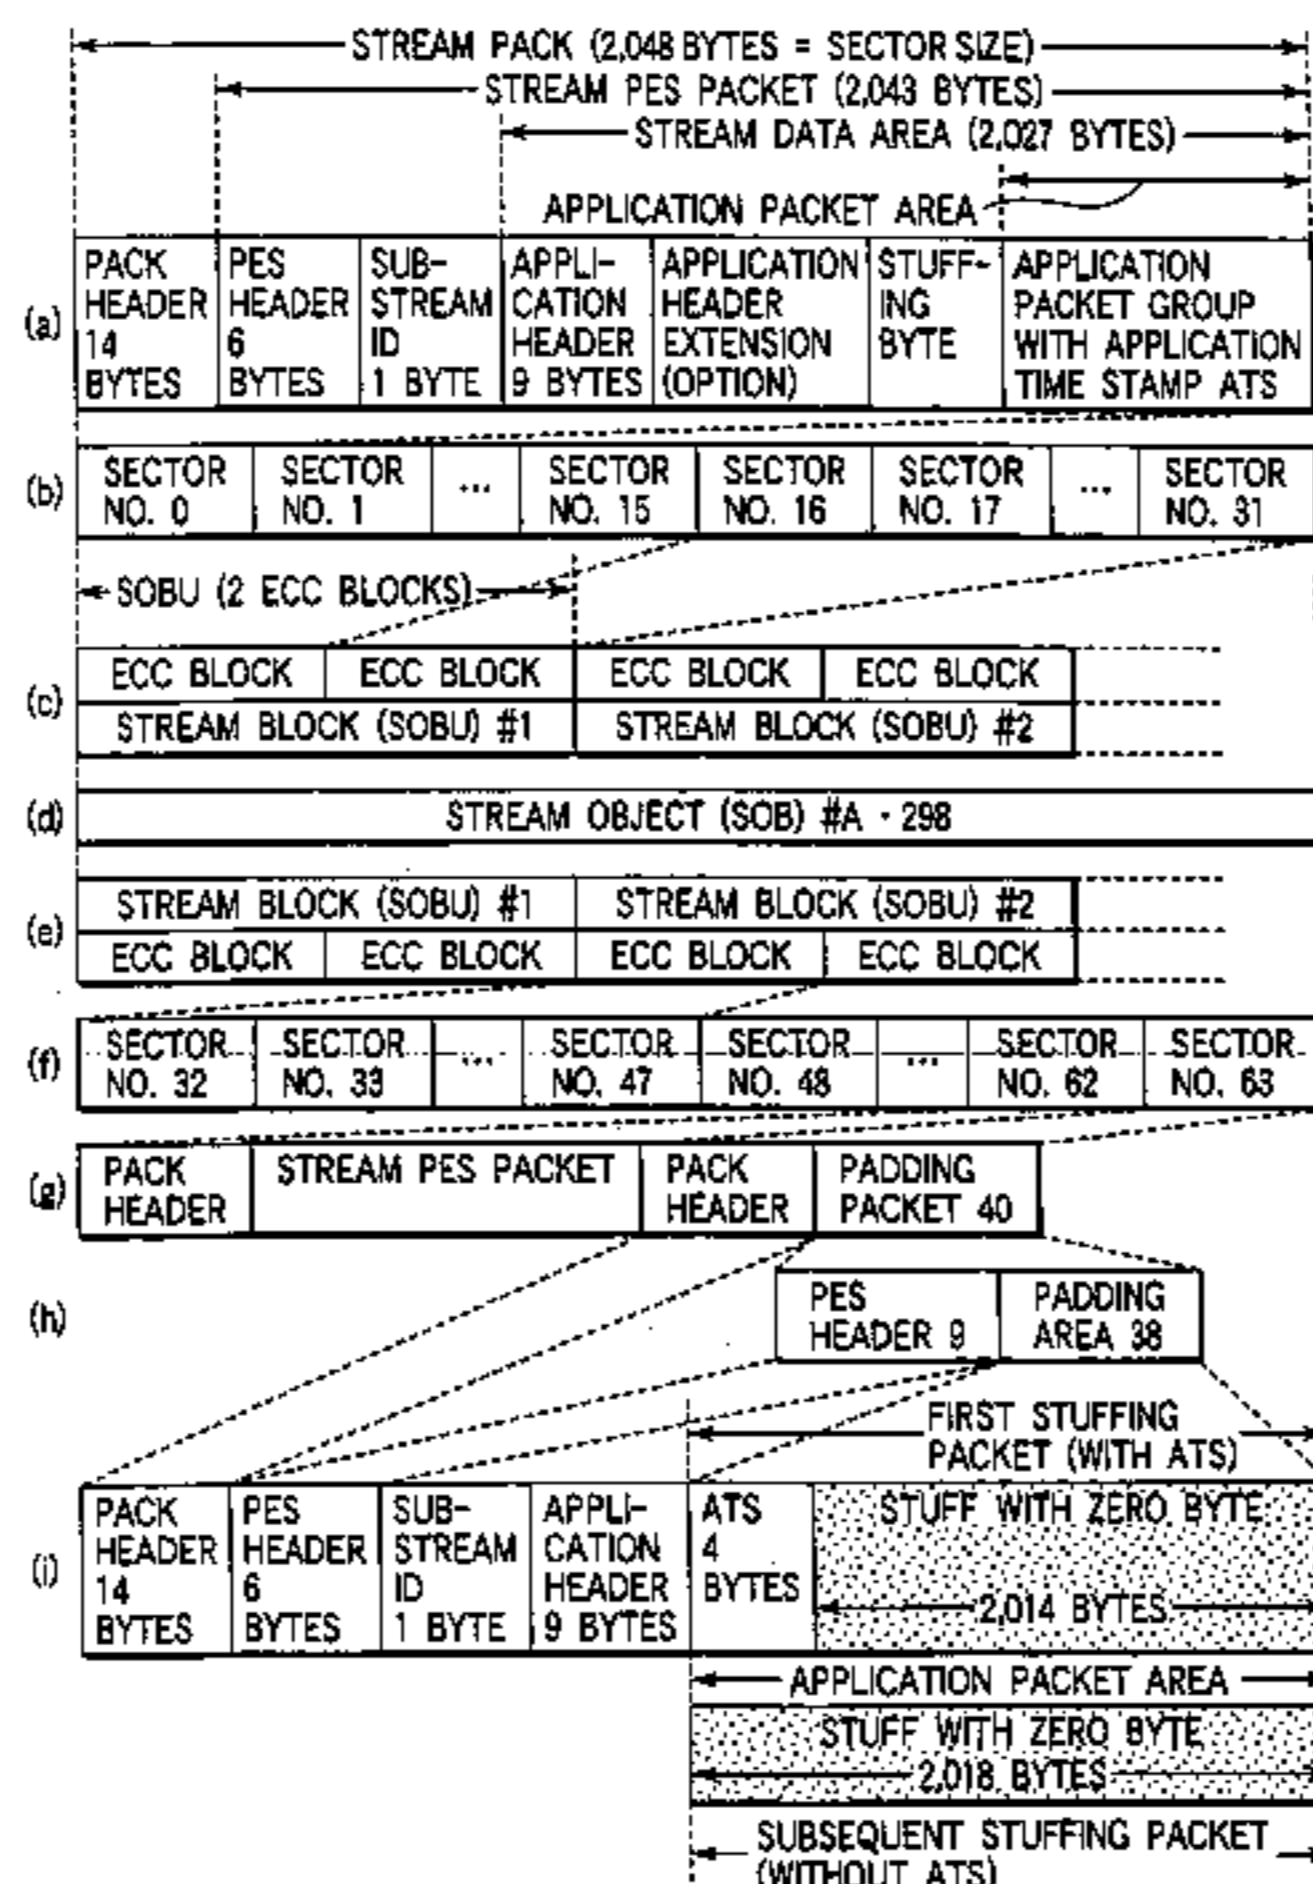 STREAM PACK (2,048 BYTES = SECTOR SIZE)
STREAM PES PACKET (2,043 BYTES)
STREAM DATA AREA (2,027 BYTES)
APPLICATION PACKET AREA
(a)
PACK HEADER 14 BYTES
PES HEADER 6 BYTES
SUB- STREAM ID 1 BYTE
APPLI- CATION HEADER 9 BYTES
APPLICATION HEADER EXTENSION (OPTION)
STUFF- ING BYTE
APPLICATION PACKET GROUP WITH APPLICATION TIME STAMP ATS
(b)
SECTOR NO. 0
SECTOR NO. 1
...
SECTOR NO. 15
SECTOR NO. 16
SECTOR NO. 17
...
SECTOR NO. 31
SOBU (2 ECC BLOCKS)
(c)
ECC BLOCK
ECC BLOCK
ECC BLOCK
ECC BLOCK
STREAM BLOCK (SOBU) #1
STREAM BLOCK (SOBU) #2
(d)
STREAM OBJECT (SOB) #A · 298
(e)
STREAM BLOCK (SOBU) #1
STREAM BLOCK (SOBU) #2
ECC BLOCK
ECC BLOCK
ECC BLOCK
ECC BLOCK
(f)
SECTOR NO. 32
SECTOR NO. 33
...
SECTOR NO. 47
SECTOR NO. 48
...
SECTOR NO. 62
SECTOR NO. 63
(g)
PACK HEADER
STREAM PES PACKET
PACK HEADER
PADDING PACKET 40
(h)
PES HEADER 9
PADDING AREA 38
FIRST STUFFING PACKET (WITH ATS)
(i)
PACK HEADER 14 BYTES
PES HEADER 6 BYTES
SUB- STREAM ID 1 BYTE
APPLI- CATION HEADER 9 BYTES
ATS 4 BYTES
STUFF WITH ZERO BYTE
2,014 BYTES
APPLICATION PACKET AREA
STUFF WITH ZERO BYTE
2,018 BYTES
SUBSEQUENT STUFFING PACKET
(WITHOUT ATS)